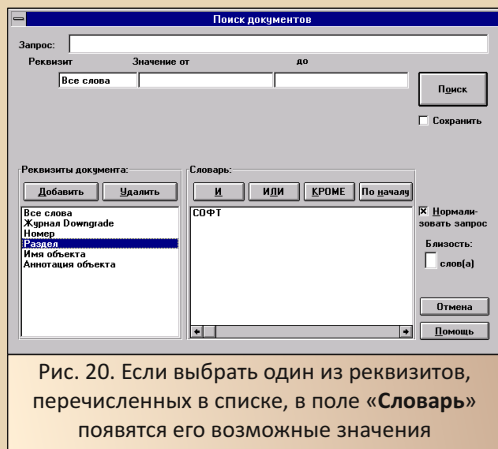 Поиск документов
Запрос:
Реквизит Значение от до
Все слова
Поиск
Сохранить
Реквизиты документа: Словарь:
Добавить Удалить И ИЛИ КРОМЕ По началу
Все слова
Журнал Downgrade
Номер
Раздел
Имя объекта
Аннотация объекта
СОФТ
Нормали-
зовать запрос
Близость:
слов(а)
Отмена
Помощь
Рис. 20. Если выбрать один из реквизитов,
перечисленных в списке, в поле «Словарь»
появятся его возможные значения